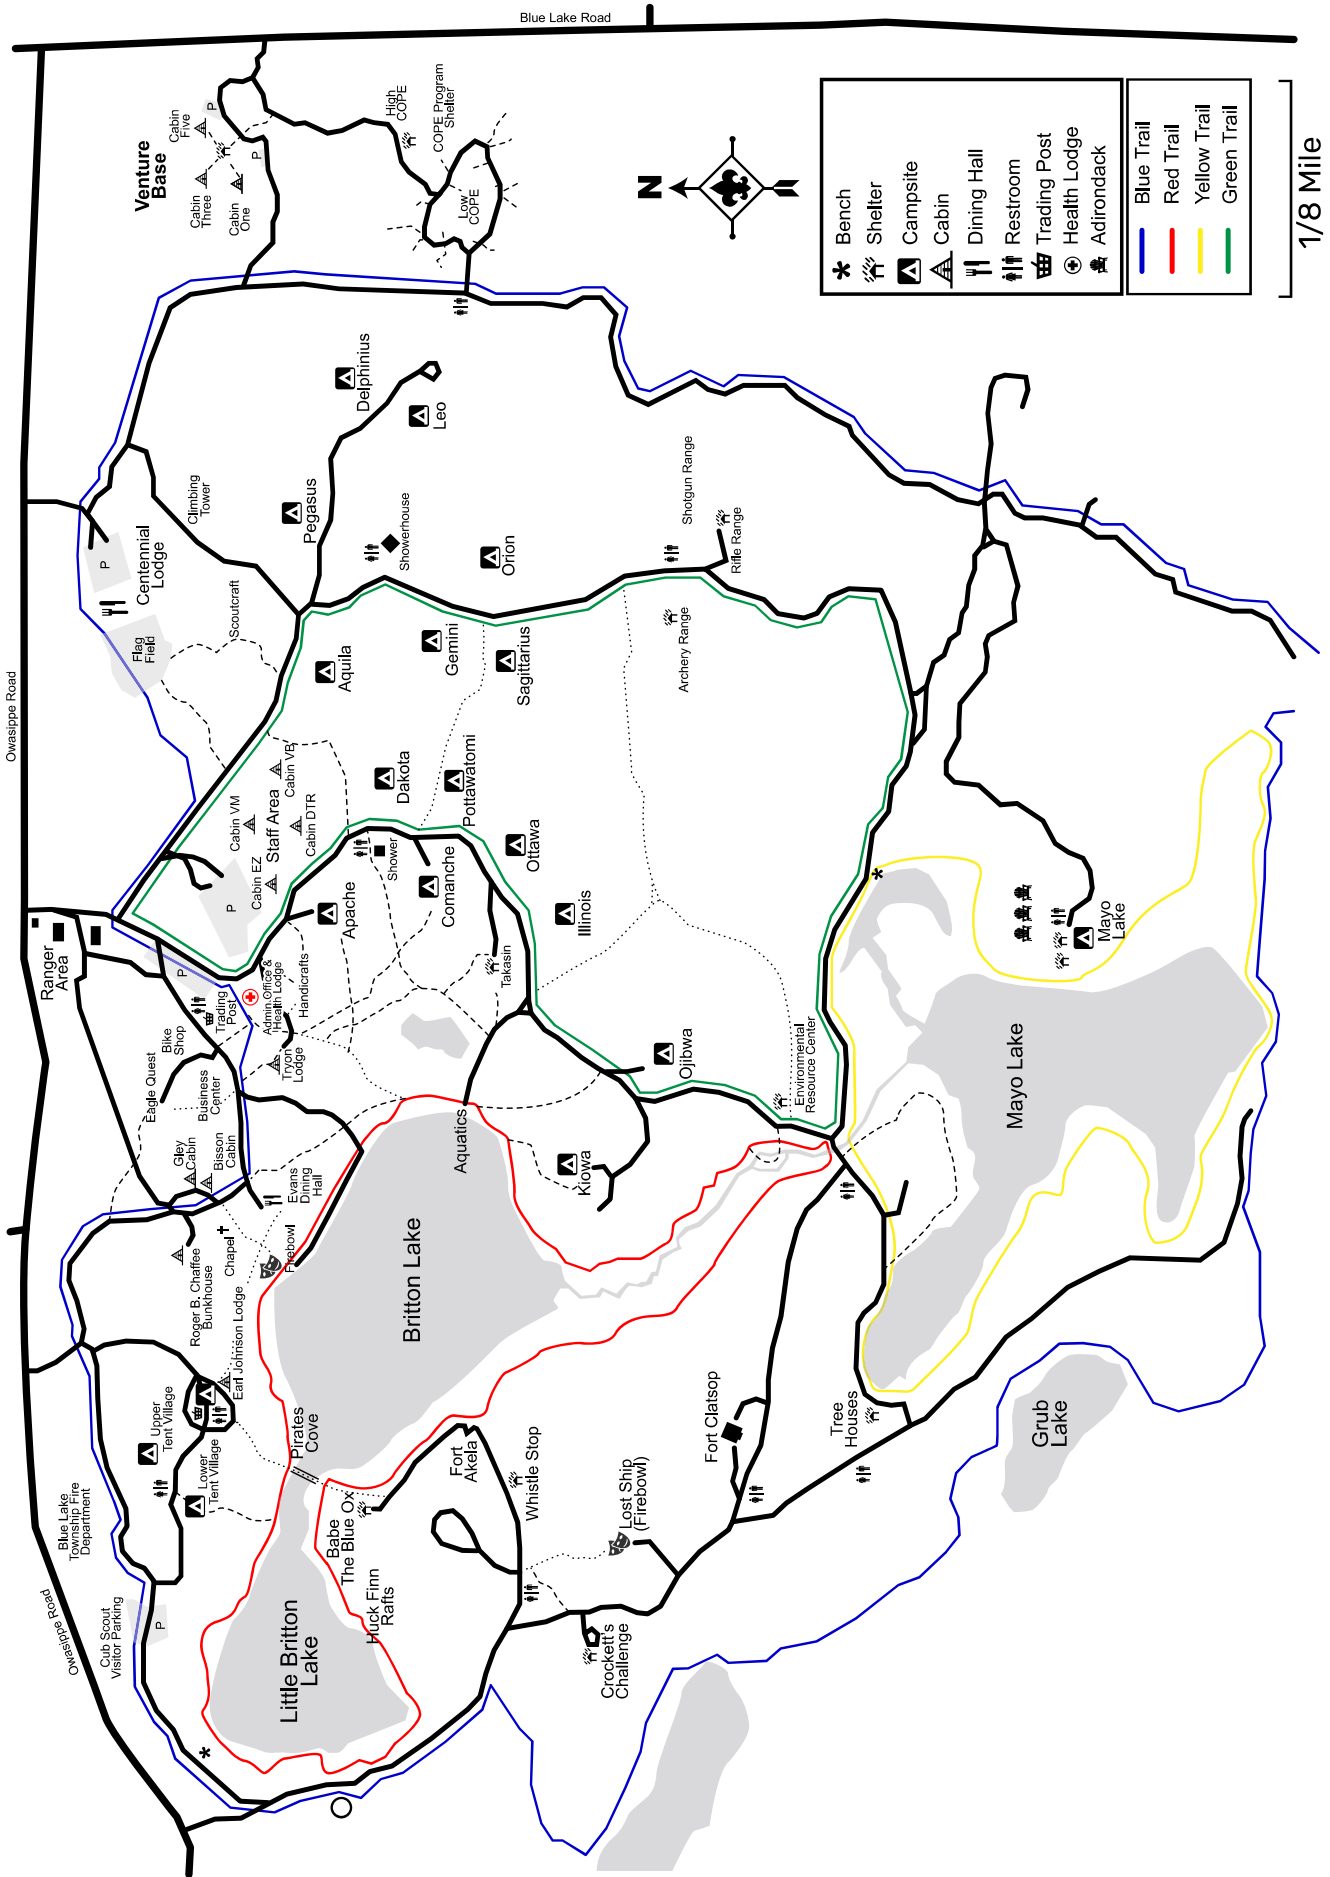 Blue Lake Road
Owasippe Road
Owasippe Road
Venture
Base
Cabin
Five
Cabin
Three
Cabin
One
P
P
High
COPE
COPE Program
Shelter
Low
COPE
N
Bench
Shelter
Campsite
Cabin
Dining Hall
Restroom
Trading Post
Health Lodge
Adirondack
Blue Trail
Red Trail
Yellow Trail
Green Trail
1/8 Mile
Delphinius
Leo
Pegasus
Climbing
Tower
Showerhouse
Orion
Shotgun Range
Rifle Range
Archery Range
Centennial
Lodge
P
Flag
Field
Scoutcraft
Aquila
Gemini
Sagittarius
Cabin VM
Cabin VB
Staff Area
Cabin DTR
Cabin EZ
P
Dakota
Pottawatomi
Ottawa
Illinois
Shower
Comanche
Apache
Takasin
Ranger
Area
P
Trading
Post
Admin Office &
Health Lodge
Handicrafts
Tryon
Lodge
Bike
Shop
Eagle Quest
Business
Center
Gley
Cabin
Bisson
Cabin
Evans
Dining
Hall
Firebowl
Chapel
Roger B. Chaffee
Bunkhouse
Earl Johnson Lodge
Aquatics
Kiowa
Ojibwa
Environmental
Resource Center
Mayo
Lake
Mayo Lake
Britton Lake
Upper
Tent Village
Lower
Tent Village
Pirates
Cove
Blue Lake
Township Fire
Department
Cub Scout
Visitor Parking
P
Babe
The Blue Ox
Huck Finn
Rafts
Little Britton
Lake
Fort
Akela
Whistle Stop
Lost Ship
(Firebowl)
Crockett's
Challenge
Fort Clatsop
Tree
Houses
Grub
Lake